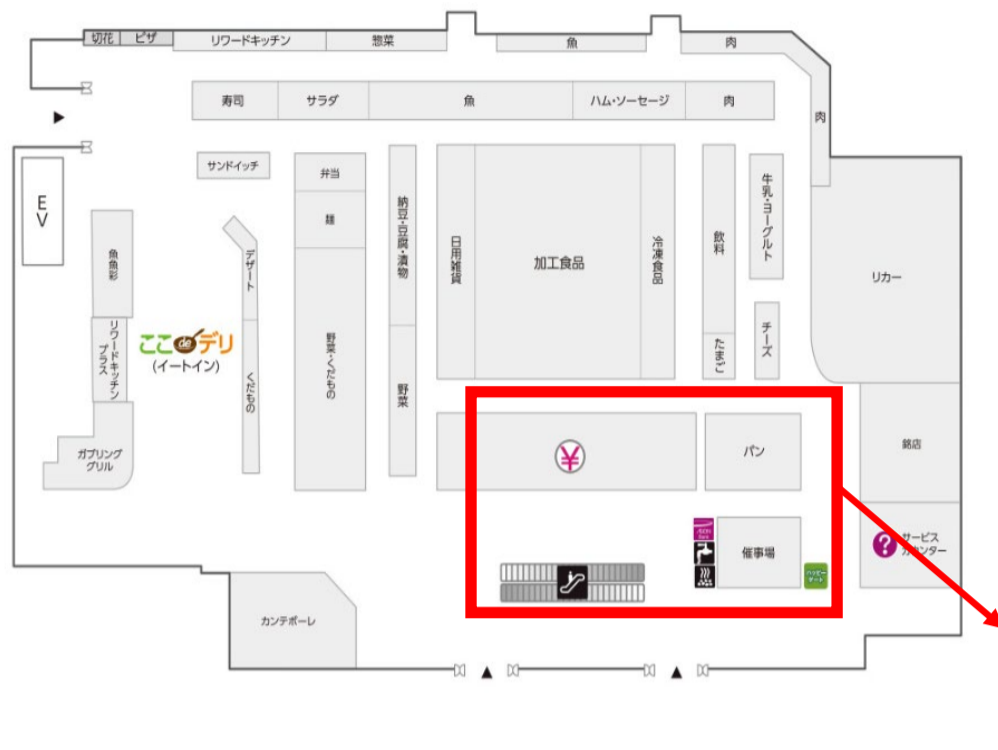 切花
ピザ
リワードキッチン
惣菜
魚
肉
寿司
サラダ
魚
ハム・ソーセージ
肉
肉
サンドイッチ
弁当
麺
納豆・豆腐・漬物
日用雑貨
加工食品
冷凍食品
飲料
牛乳・ヨーグルト
EV
魚魚彩
デザート
リカー
リワードキッチン
プラス
ここdeデリ
(イートイン)
くだもの
野菜・くだもの
野菜
たまご
チーズ
ガブリング
グリル
¥
パン
銘店
催事場
?
サービス
カウンター
カンテボーレ